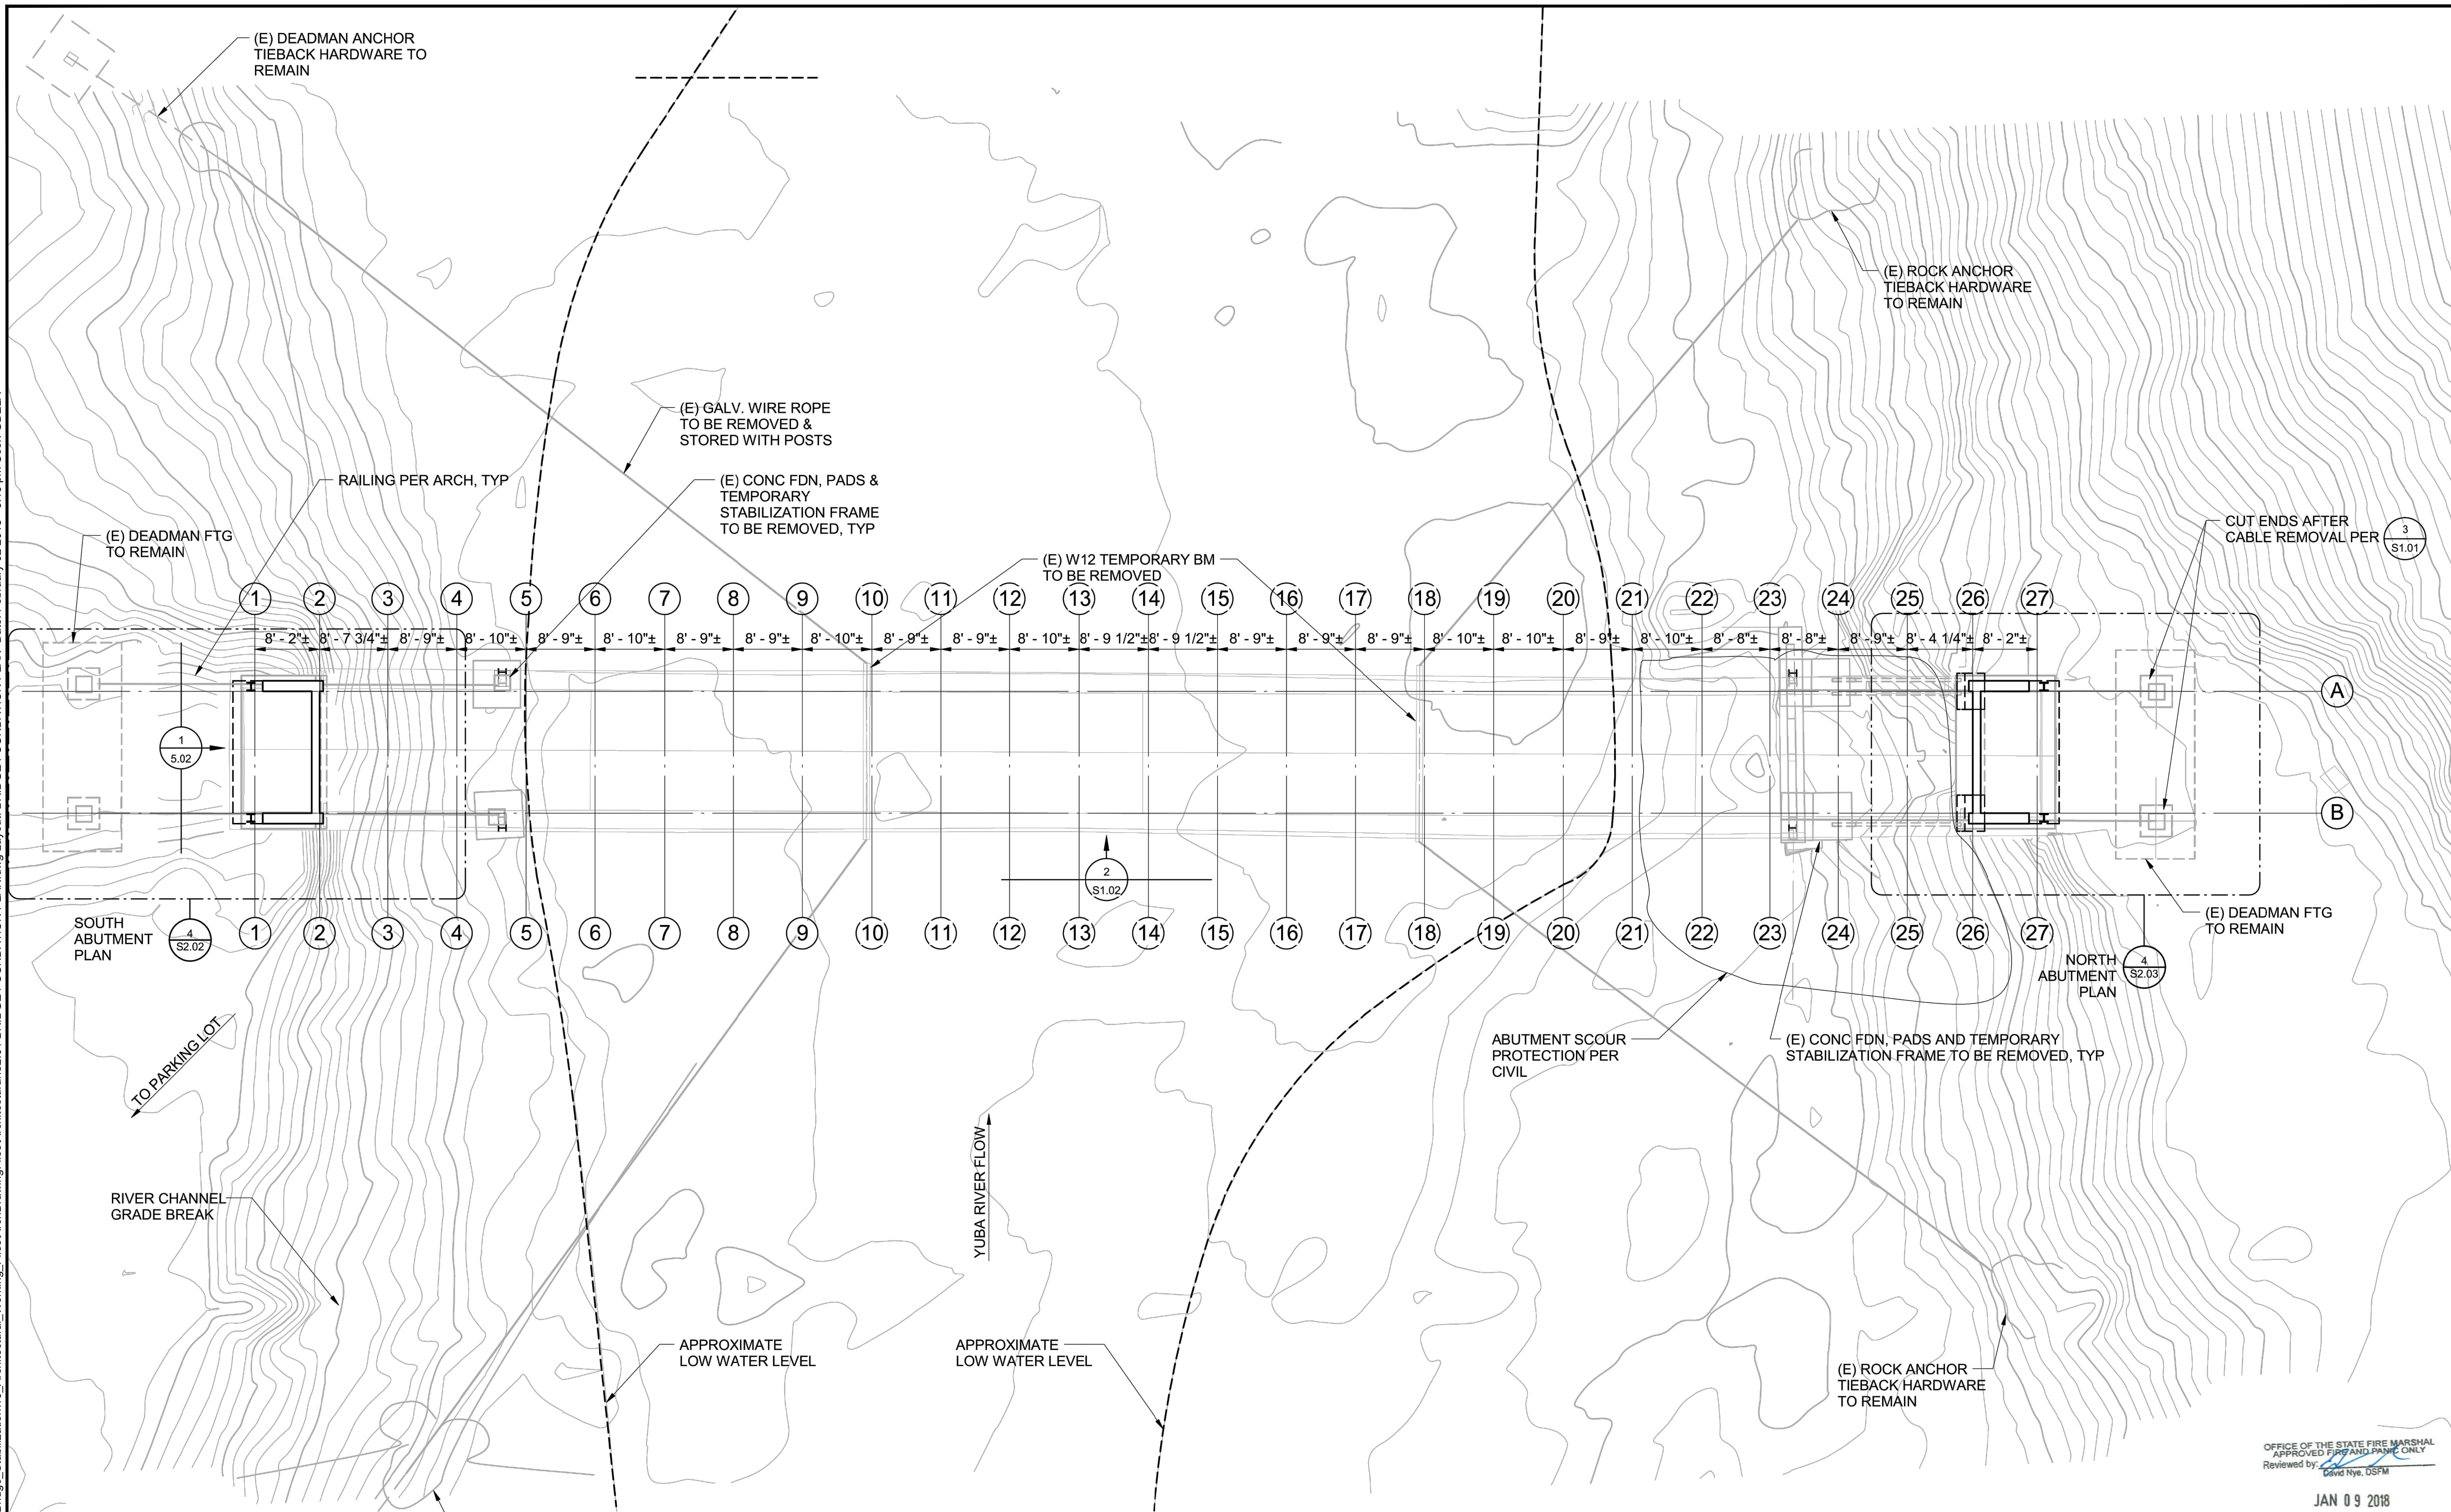 (E) DEADMAN ANCHOR
TIEBACK HARDWARE TO
REMAIN
(E) ROCK ANCHOR
TIEBACK HARDWARE
TO REMAIN
(E) GALV. WIRE ROPE
TO BE REMOVED &
STORED WITH POSTS
RAILING PER ARCH, TYP
(E) CONC FDN, PADS &
TEMPORARY
STABILIZATION FRAME
TO BE REMOVED, TYP
(E) DEADMAN FTG
TO REMAIN
(E) W12 TEMPORARY BM
TO BE REMOVED
CUT ENDS AFTER
CABLE REMOVAL PER
3
S1.01
1 2 3 4 5 6 7 8 9 10 11 12 13 14 15 16 17 18 19 20 21 22 23 24 25 26 27
8' - 2"± 8' - 7 3/4"± 8' - 9"± 8' - 10"± 8' - 9"± 8' - 10"± 8' - 9"± 8' - 9"± 8' - 10"± 8' - 9"± 8' - 9"± 8' - 10"± 8' - 9 1/2"± 8' - 9 1/2"± 8' - 9"± 8' - 9"± 8' - 9"± 8' - 10"± 8' - 10"± 8' - 9"± 8' - 10"± 8' - 8"± 8' - 8"± 8' - 9"± 8' - 4 1/4"± 8' - 2"±
A
1
5.02
B
2
S1.02
SOUTH
ABUTMENT
PLAN
4
S2.02
1 2 3 4 5 6 7 8 9 10 11 12 13 14 15 16 17 18 19 20 21 22 23 24 25 26 27
(E) DEADMAN FTG
TO REMAIN
NORTH
ABUTMENT
PLAN
4
S2.03
TO PARKING LOT
ABUTMENT SCOUR
PROTECTION PER
CIVIL
(E) CONC FDN, PADS AND TEMPORARY
STABILIZATION FRAME TO BE REMOVED, TYP
YUBA RIVER FLOW
RIVER CHANNEL
GRADE BREAK
APPROXIMATE
LOW WATER LEVEL
APPROXIMATE
LOW WATER LEVEL
(E) ROCK ANCHOR
TIEBACK HARDWARE
TO REMAIN
OFFICE OF THE STATE FIRE MARSHAL
APPROVED FIRE AND PANIC ONLY
Reviewed by:
David Nye, DSFM
JAN 09 2018